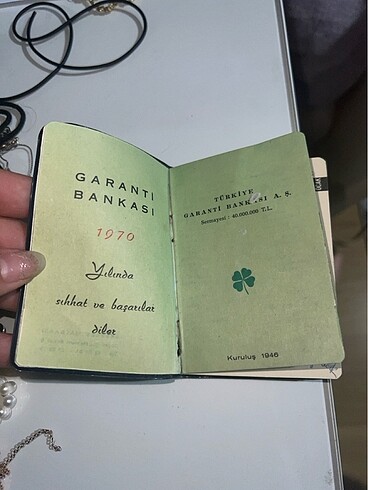 GARANTİ
BANKASI
1970
Yılında
sıhhat ve başarılar
diler
TÜRKİYE
GARANTİ BANKASI A. Ş.
Sermayesi : 40.000.000 T.L.
Kuruluş 1946